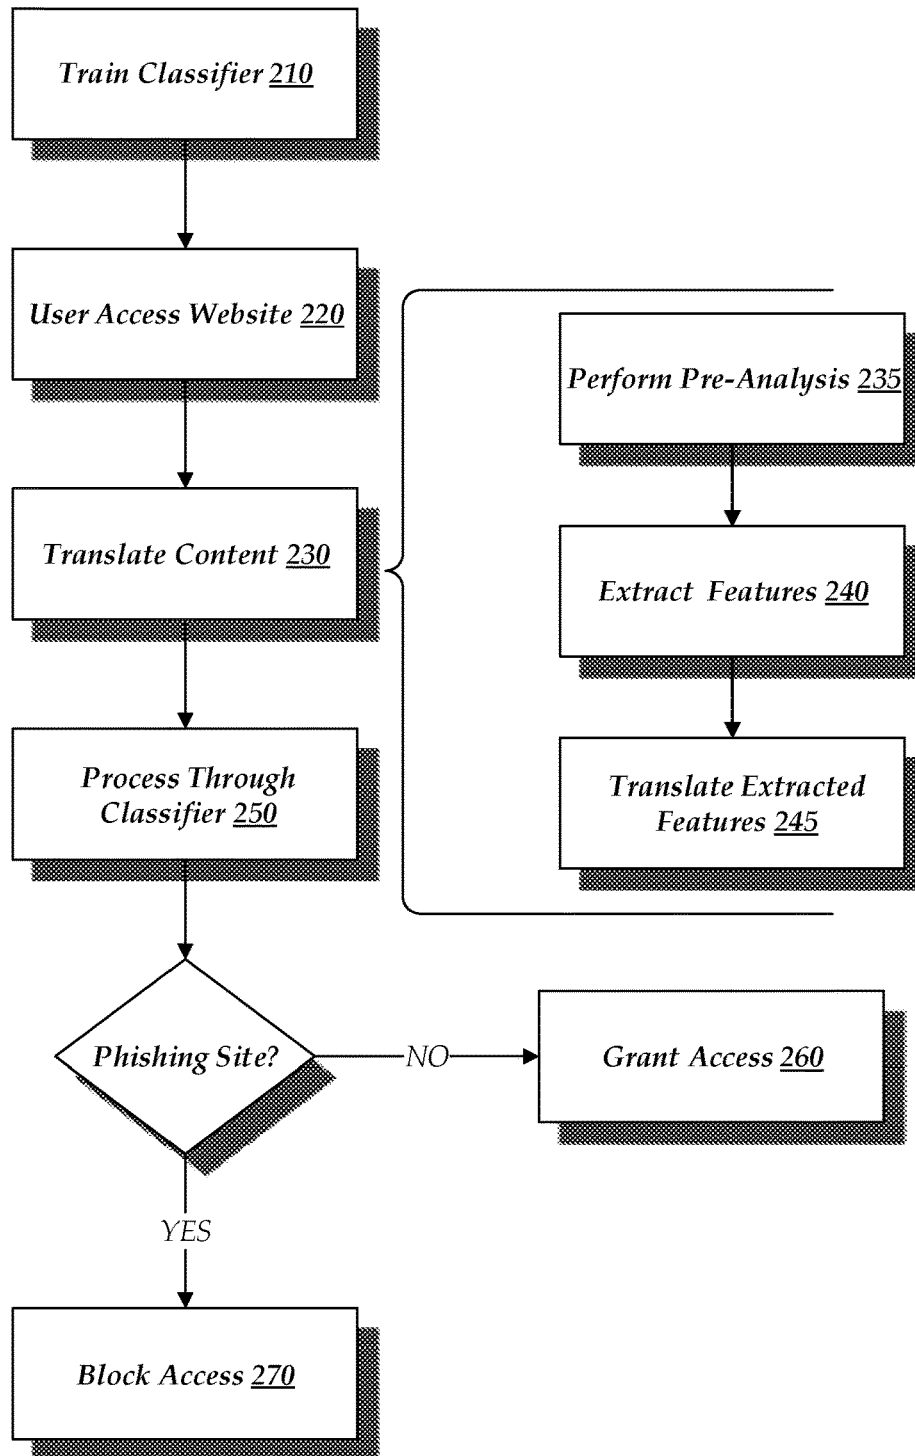 Train Classifier 210
User Access Website 220
Translate Content 230
Process Through
Classifier 250
Perform Pre-Analysis 235
Extract Features 240
Translate Extracted
Features 245
Phishing Site?
NO
Grant Access 260
YES
Block Access 270